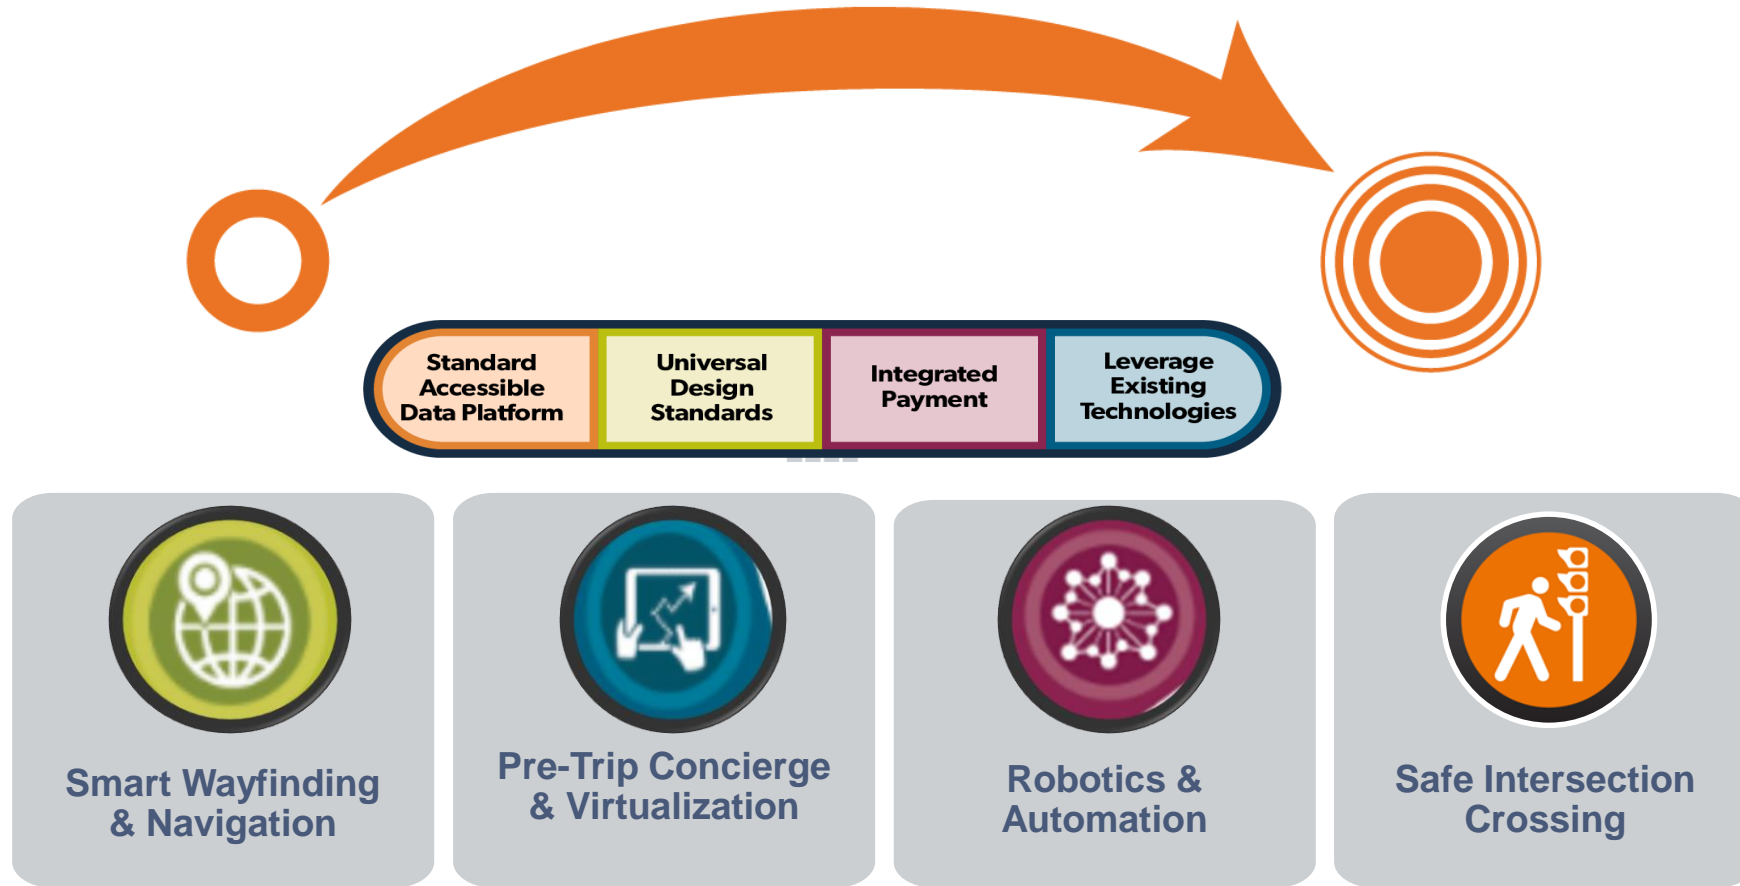 Standard
Accessible
Data Platform
Universal
Design
Standards
Integrated
Payment
Leverage
Existing
Technologies
Smart Wayfinding
& Navigation
Pre-Trip Concierge
& Virtualization
Robotics &
Automation
Safe Intersection
Crossing